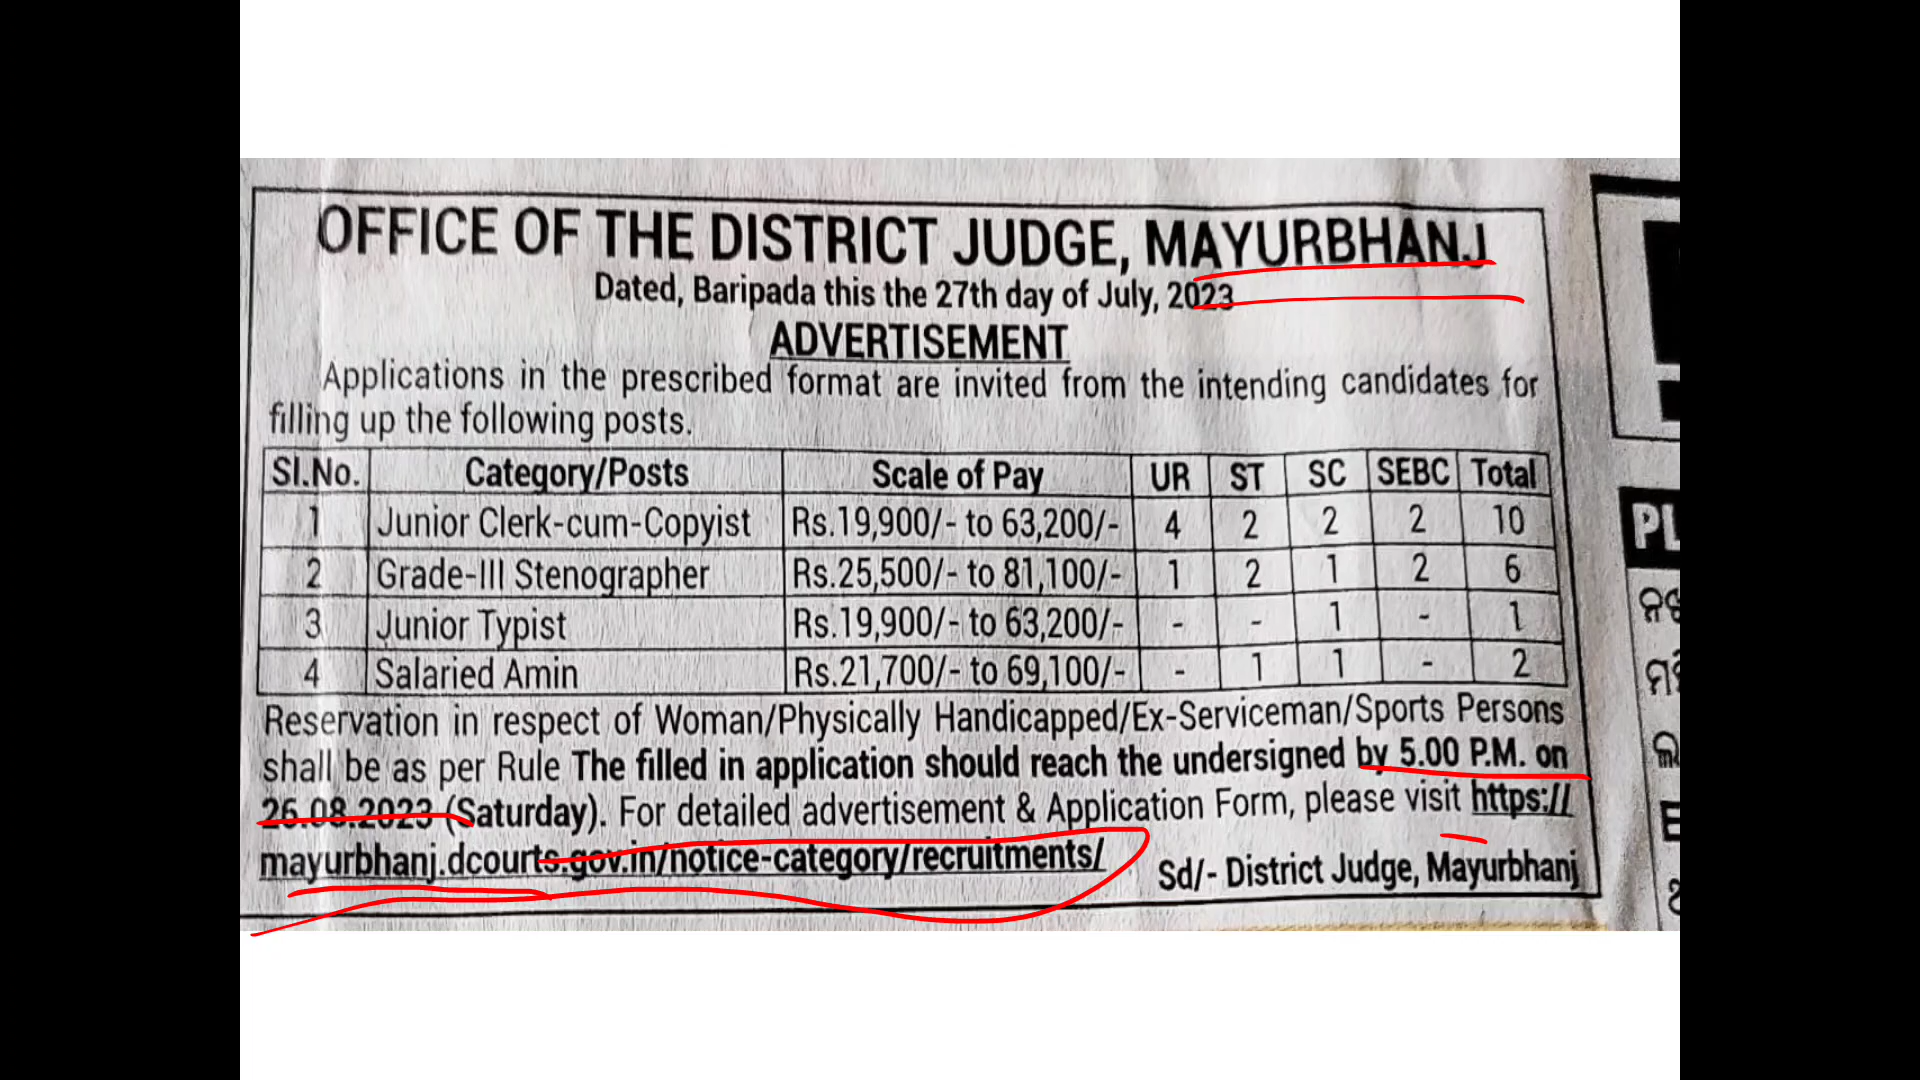 OFFICE OF THE DISTRICT JUDGE, MAYURBHANJ
Dated, Baripada this the 27th day of July, 2023
ADVERTISEMENT
Applications in the prescribed format are invited from the intending candidates for
filling up the following posts.
Sl.No. Category/Posts Scale of Pay UR ST SC SEBC Total
1 Junior Clerk-cum-Copyist Rs.19,900/- to 63,200/- 4 2 2 2 10
2 Grade-III Stenographer Rs.25,500/- to 81,100/- 1 2 1 2 6
3 Junior Typist Rs.19,900/- to 63,200/- - - 1 - 1
4 Salaried Amin Rs.21,700/- to 69,100/- - 1 1 - 2
Reservation in respect of Woman/Physically Handicapped/Ex-Serviceman/Sports Persons
shall be as per Rule The filled in application should reach the undersigned by 5.00 P.M. on
26.08.2023 (Saturday). For detailed advertisement & Application Form, please visit https://
mayurbhanj.dcourts.gov.in/notice-category/recruitments/ Sd/- District Judge, Mayurbhanj
PL